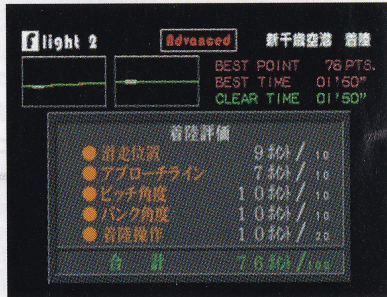 flight 2 Advanced 新千歳空港 着陸
BEST POINT 76 PTS.
BEST TIME 01'50"
CLEAR TIME 01'50"
着陸評価
滑走位置 9ポイント/10
アプローチライン 7ポイント/10
ピッチ角度 10ポイント/10
バンク角度 10ポイント/10
着陸操作 10ポイント/20
合計 76ポイント/100